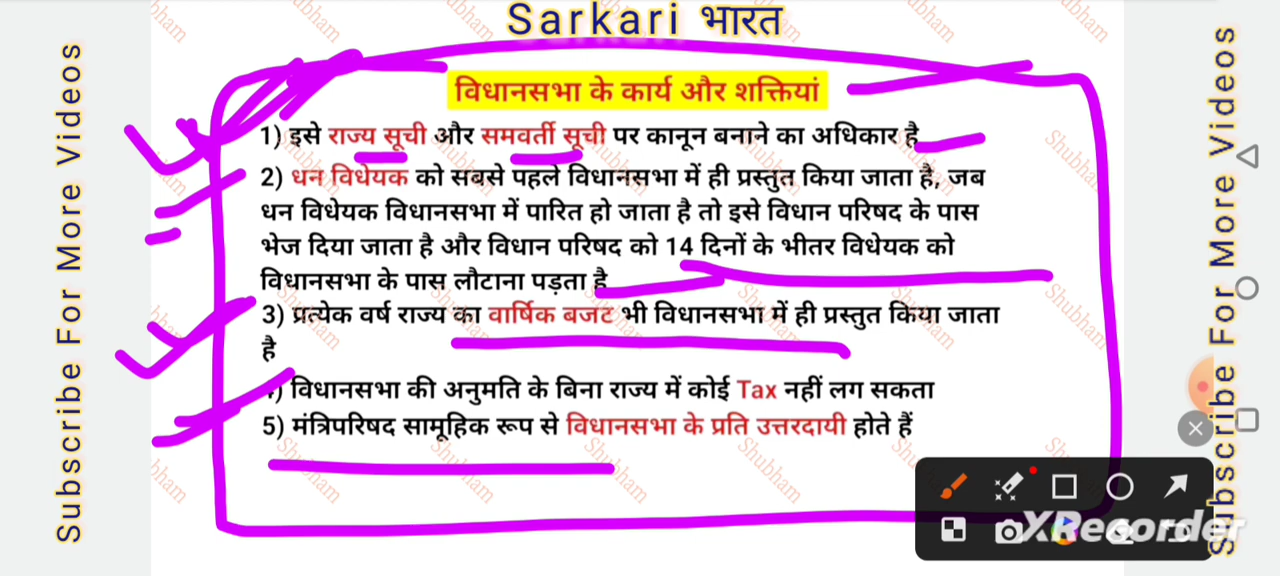 Sarkari भारत
Subscribe For More Videos
विधानसभा के कार्य और शक्तियां
1) इसे राज्य सूची और समवर्ती सूची पर कानून बनाने का अधिकार है
2) धन विधेयक को सबसे पहले विधानसभा में ही प्रस्तुत किया जाता है, जब
धन विधेयक विधानसभा में पारित हो जाता है तो इसे विधान परिषद के पास
भेज दिया जाता है और विधान परिषद को 14 दिनों के भीतर विधेयक को
विधानसभा के पास लौटाना पड़ता है
3) प्रत्येक वर्ष राज्य का वार्षिक बजट भी विधानसभा में ही प्रस्तुत किया जाता
है
) विधानसभा की अनुमति के बिना राज्य में कोई Tax नहीं लग सकता
5) मंत्रिपरिषद सामूहिक रूप से विधानसभा के प्रति उत्तरदायी होते हैं
Subscribe For More Videos
Shubham
XRecorder